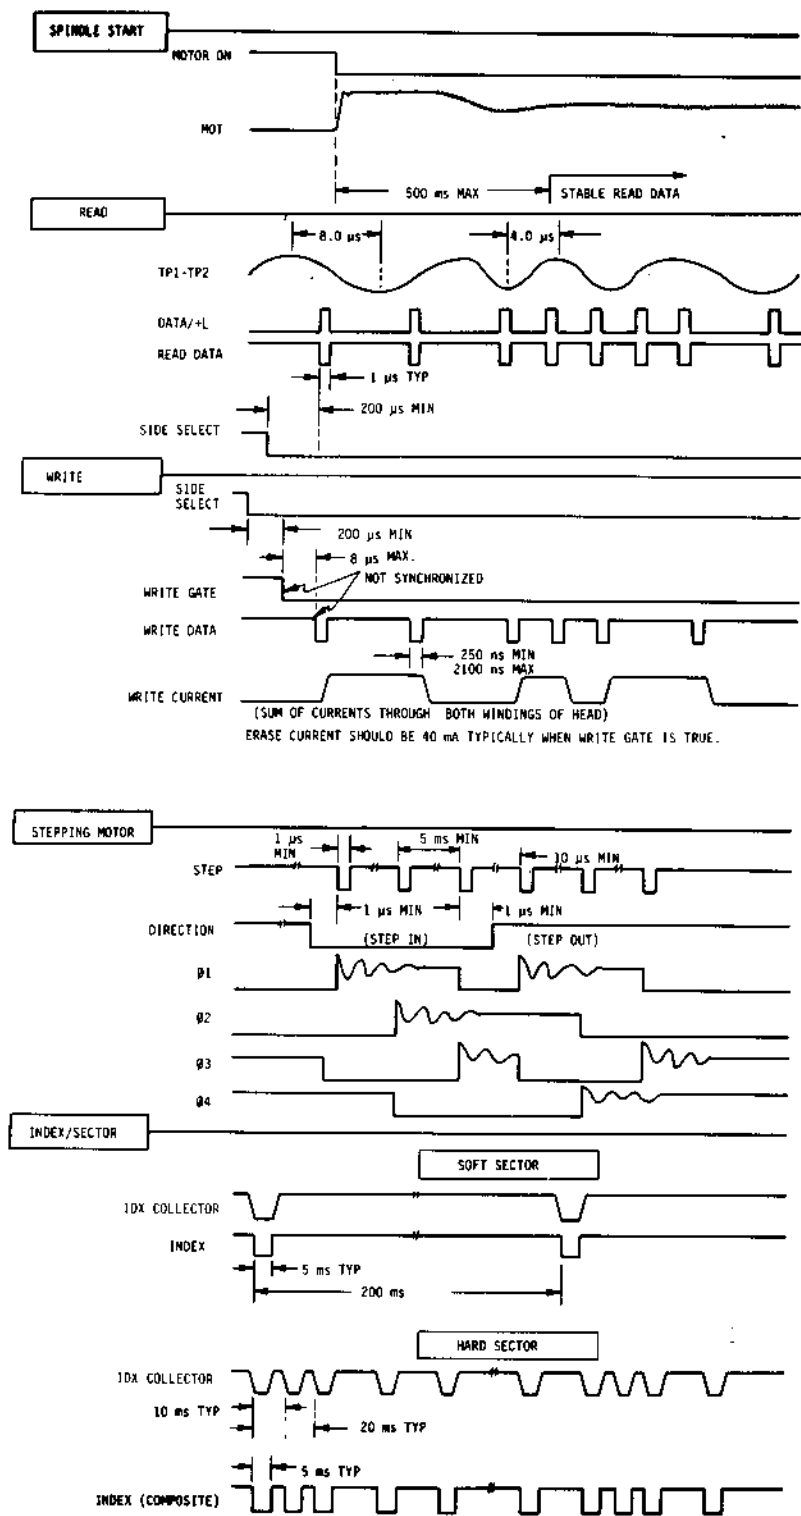 SPINDLE START
MOTOR ON
MOT
500 ms MAX
STABLE READ DATA
READ
8.0 µs
4.0 µs
TP1-TP2
DATA/+L
READ DATA
1 µs TYP
200 µs MIN
SIDE SELECT
WRITE
SIDE
SELECT
200 µs MIN
8 µs MAX.
NOT SYNCHRONIZED
WRITE GATE
WRITE DATA
250 ns MIN
2100 ns MAX
WRITE CURRENT
(SUM OF CURRENTS THROUGH BOTH WINDINGS OF HEAD)
ERASE CURRENT SHOULD BE 40 mA TYPICALLY WHEN WRITE GATE IS TRUE.
STEPPING MOTOR
1 µs
MIN
5 ms MIN
10 µs MIN
STEP
1 µs MIN
1 µs MIN
DIRECTION
(STEP IN)
(STEP OUT)
Ø1
Ø2
Ø3
Ø4
INDEX/SECTOR
SOFT SECTOR
IDX COLLECTOR
INDEX
5 ms TYP
200 ms
HARD SECTOR
IDX COLLECTOR
10 ms TYP
20 ms TYP
5 ms TYP
INDEX (COMPOSITE)